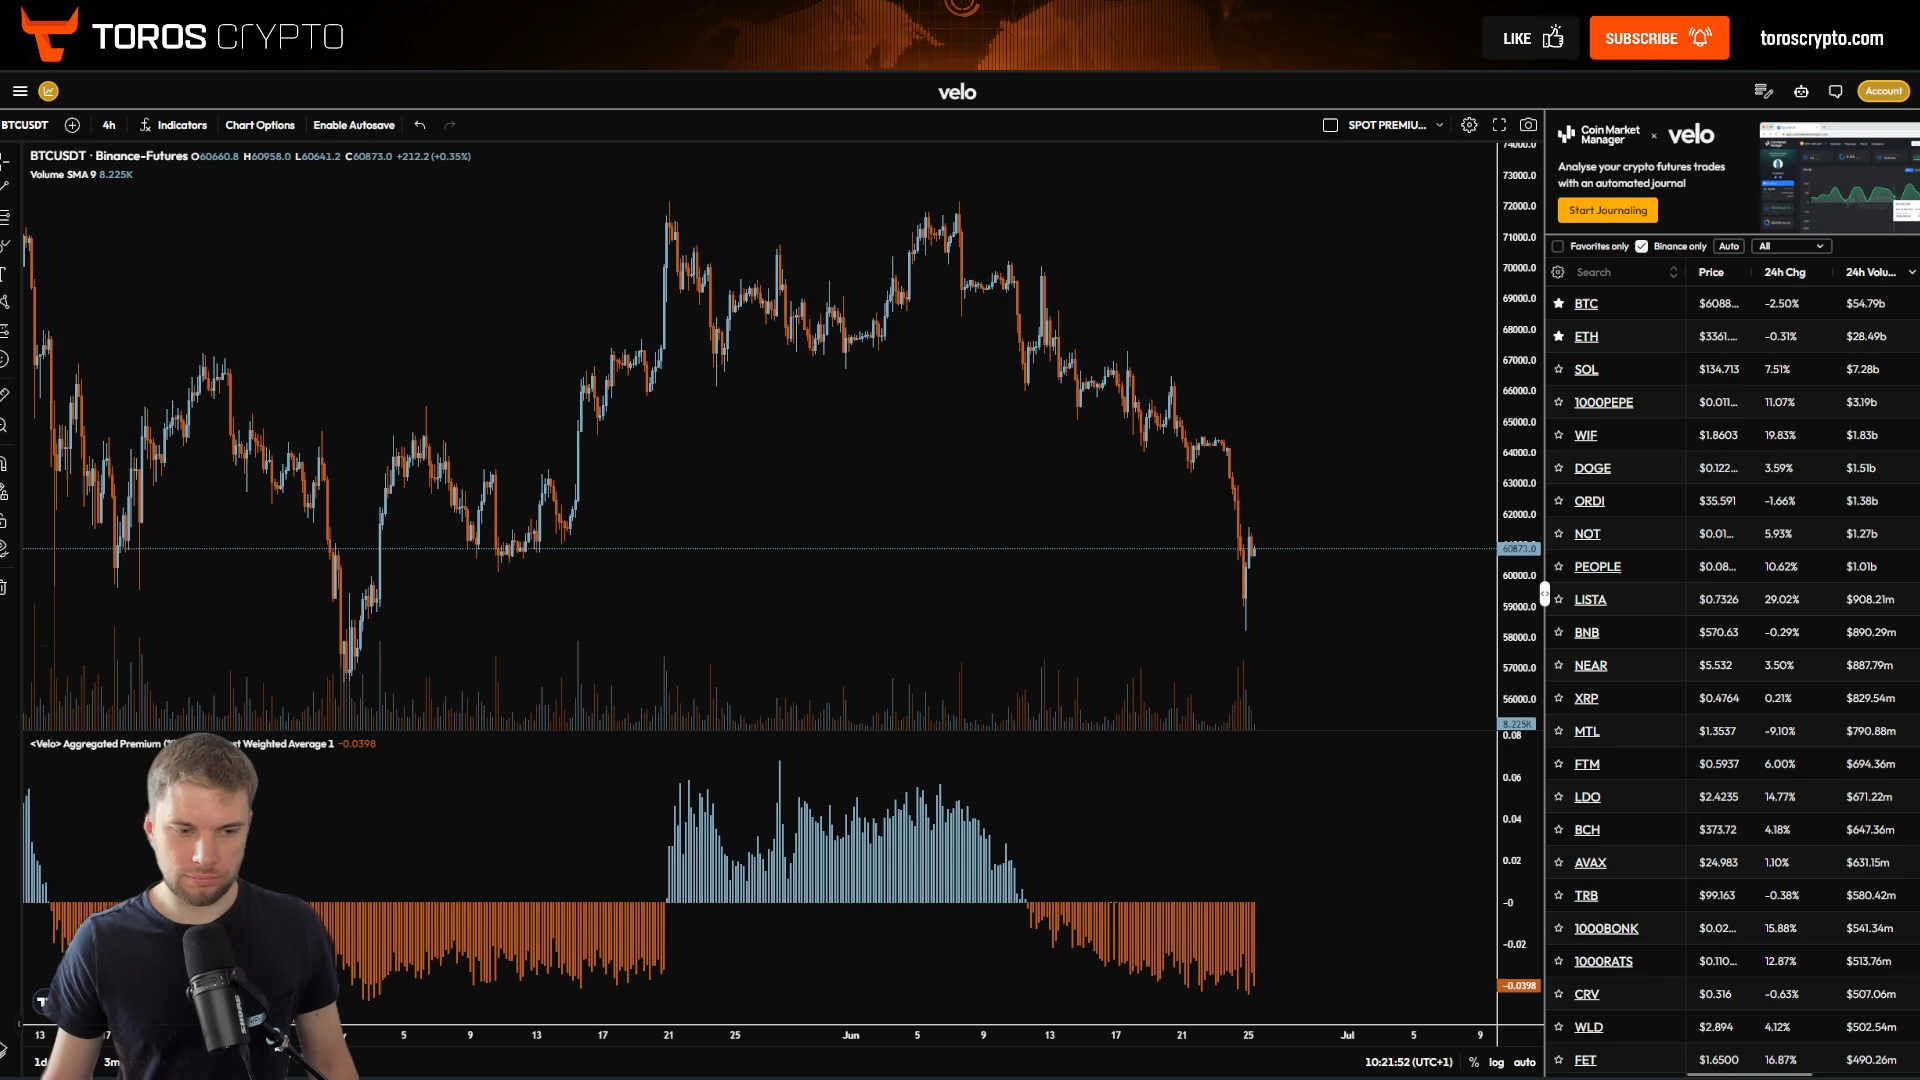 TOROS CrYPTO
LIKE
SUBSCRIBE
toroscrypto.com
velo
Account
BTCUSDT
4h
Indicators
Chart Options
Enable Autosave
SPOT PREMIU...
BTCUSDT · Binance-Futures O60660.8 H60958.0 L60641.2 C60873.0 +212.2 (+0.35%)
Volume SMA 9 8.225K
74000.0
73000.0
72000.0
71000.0
70000.0
69000.0
68000.0
67000.0
66000.0
65000.0
64000.0
63000.0
62000.0
60873.0
60000.0
59000.0
58000.0
57000.0
56000.0
8.225K
<Velo> Aggregated Premium
st Weighted Average 1 -0.0398
0.08
0.06
0.04
0.02
-0
-0.02
-0.0398
13 17 5 9 13 17 21 25 Jun 5 9 13 17 21 25 Jul 5 9
1d 3m
10:21:52 (UTC+1) % log auto
SHURE
Coin Market Manager × velo
Analyse your crypto futures trades
with an automated journal
Start Journaling
Favorites only Binance only Auto All
Search Price 24h Chg 24h Volu...
BTC $6088... -2.50% $54.79b
ETH $3361.... -0.31% $28.49b
SOL $134.713 7.51% $7.28b
1000PEPE $0.011... 11.07% $3.19b
WIF $1.8603 19.83% $1.83b
DOGE $0.122... 3.59% $1.51b
ORDI $35.591 -1.66% $1.38b
NOT $0.01... 5.93% $1.27b
PEOPLE $0.08... 10.62% $1.01b
LISTA $0.7326 29.02% $908.21m
BNB $570.63 -0.29% $890.29m
NEAR $5.532 3.50% $887.79m
XRP $0.4764 0.21% $829.54m
MTL $1.3537 -9.10% $790.88m
FTM $0.5937 6.00% $694.36m
LDO $2.4235 14.77% $671.22m
BCH $373.72 4.18% $647.36m
AVAX $24.983 1.10% $631.15m
TRB $99.163 -0.38% $580.42m
1000BONK $0.02... 15.88% $541.34m
1000RATS $0.110... 12.87% $513.76m
CRV $0.316 -0.63% $507.06m
WLD $2.894 4.12% $502.54m
FET $1.6500 16.87% $490.26m